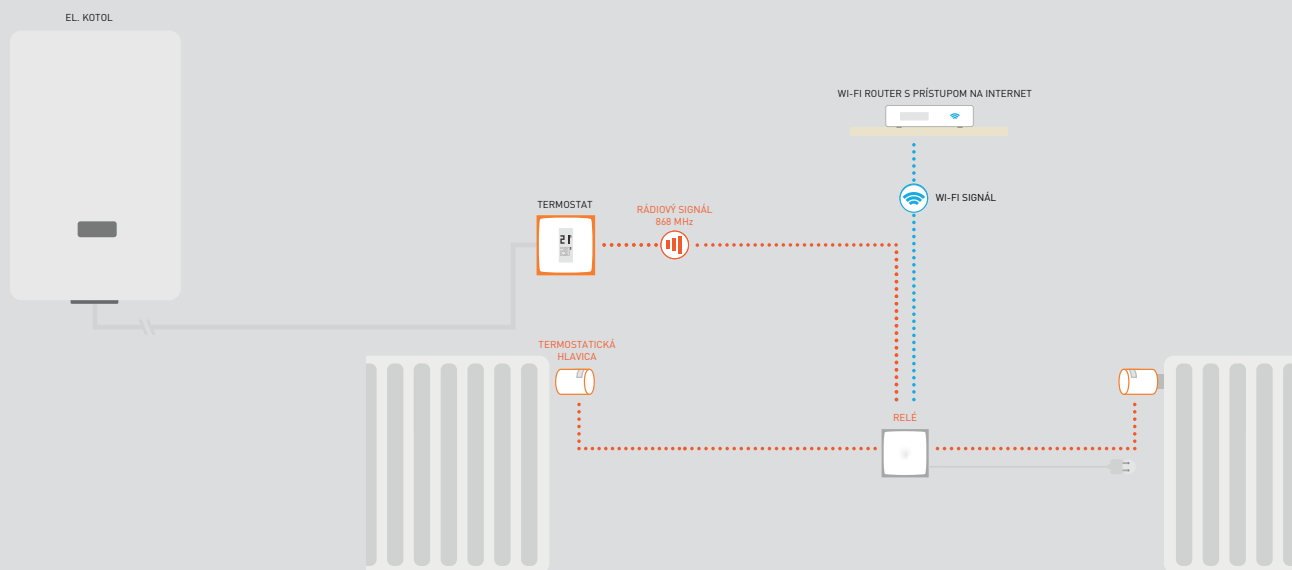 EL. KOTOL
WI-FI ROUTER S PRÍSTUPOM NA INTERNET
WI-FI SIGNÁL
TERMOSTAT
RÁDIOVÝ SIGNÁL
868 MHz
TERMOSTATICKÁ
HLAVICA
RELÉ